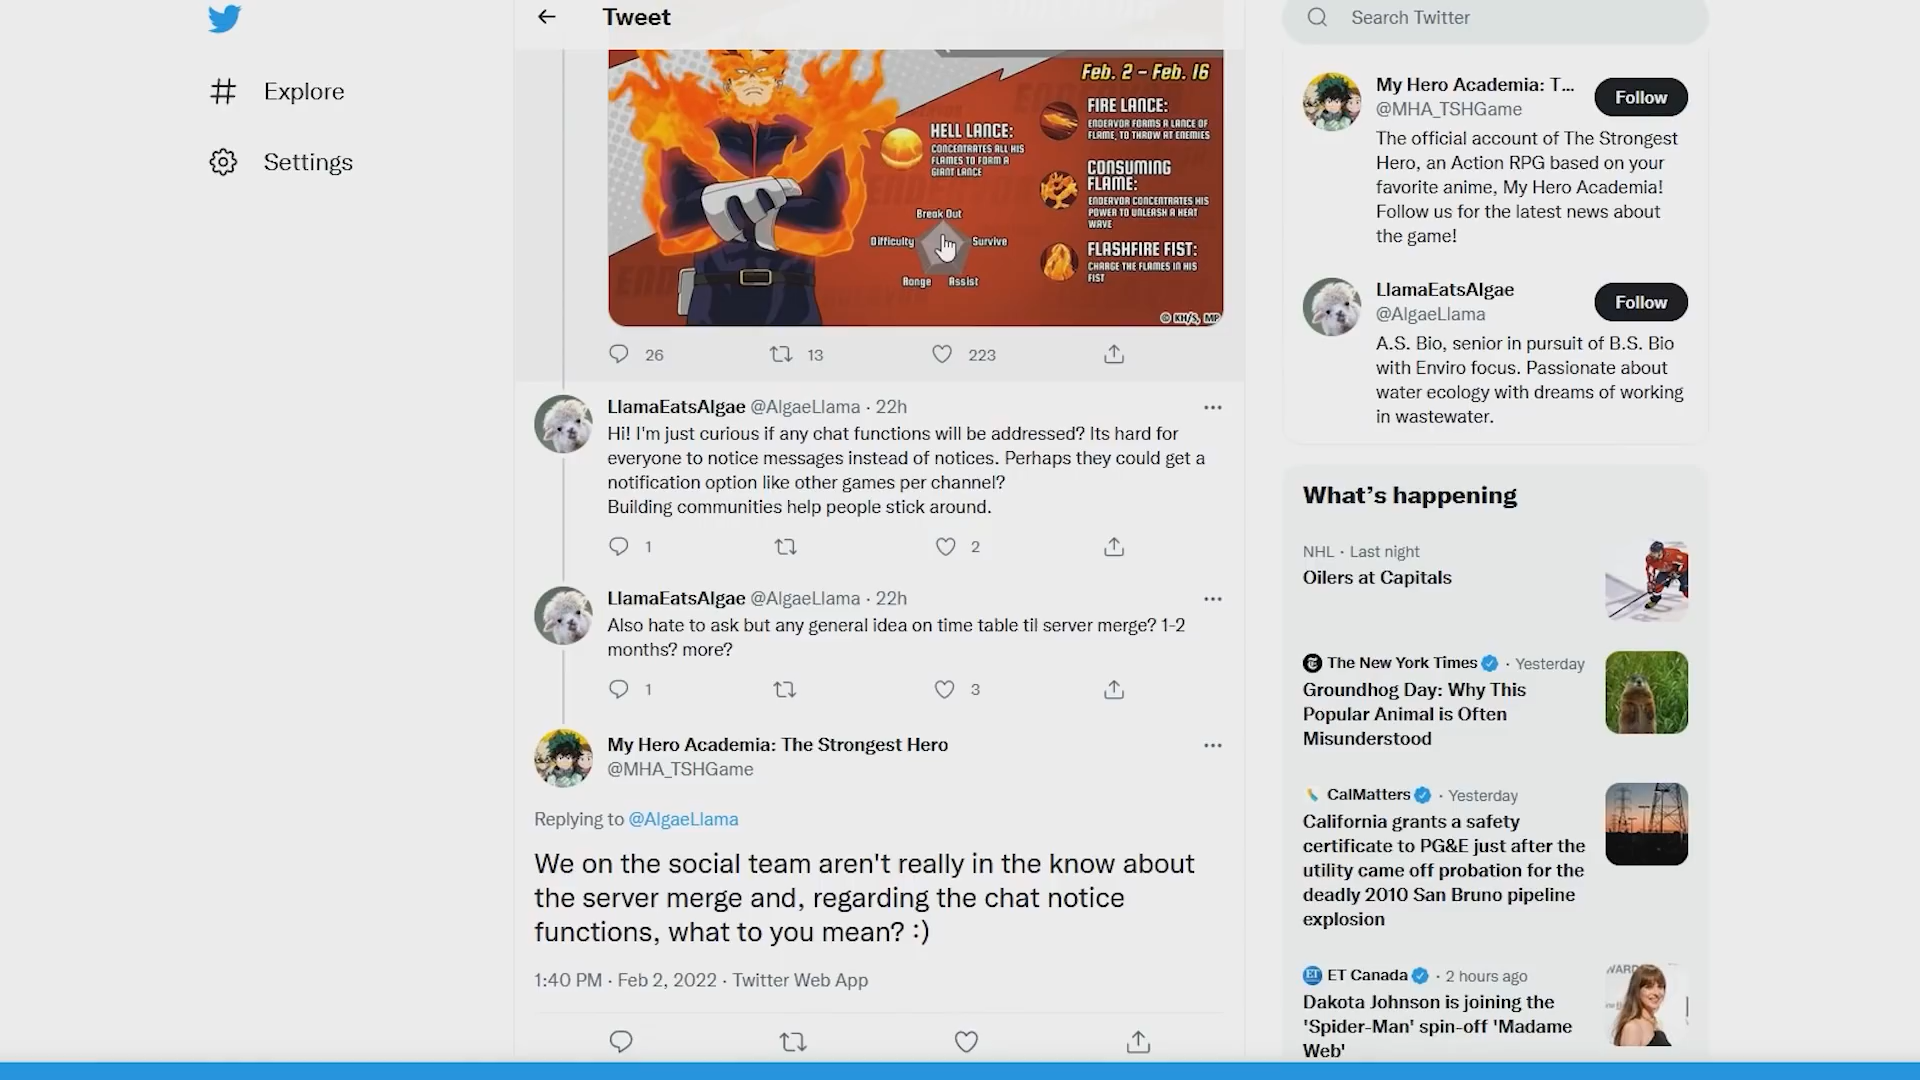 Tweet
Search Twitter
Explore
Settings
Feb. 2 – Feb. 16
HELL LANCE:
CONCENTRATES ALL HIS
FLAMES TO FORM A
GIANT LANCE
FIRE LANCE:
ENDEAVOR FORMS A LANCE OF
FLAME, TO THROW AT ENEMIES
CONSUMING
FLAME:
ENDEAVOR CONCENTRATES HIS
POWER TO UNLEASH A HEAT
WAVE
FLASHFIRE FIST:
CHARGE THE FLAMES IN HIS
FIST
Break Out
Difficulty
Survive
Range
Assist
© KH/S, MP
26
13
223
LlamaEatsAlgae @AlgaeLlama · 22h
Hi! I'm just curious if any chat functions will be addressed? Its hard for
everyone to notice messages instead of notices. Perhaps they could get a
notification option like other games per channel?
Building communities help people stick around.
1
2
LlamaEatsAlgae @AlgaeLlama · 22h
Also hate to ask but any general idea on time table til server merge? 1-2
months? more?
1
3
My Hero Academia: The Strongest Hero
@MHA_TSHGame
Replying to @AlgaeLlama
We on the social team aren't really in the know about
the server merge and, regarding the chat notice
functions, what to you mean? :)
1:40 PM · Feb 2, 2022 · Twitter Web App
My Hero Academia: T...
@MHA_TSHGame
Follow
The official account of The Strongest
Hero, an Action RPG based on your
favorite anime, My Hero Academia!
Follow us for the latest news about
the game!
LlamaEatsAlgae
@AlgaeLlama
Follow
A.S. Bio, senior in pursuit of B.S. Bio
with Enviro focus. Passionate about
water ecology with dreams of working
in wastewater.
What's happening
NHL · Last night
Oilers at Capitals
The New York Times · Yesterday
Groundhog Day: Why This
Popular Animal is Often
Misunderstood
CalMatters · Yesterday
California grants a safety
certificate to PG&E just after the
utility came off probation for the
deadly 2010 San Bruno pipeline
explosion
ET Canada · 2 hours ago
Dakota Johnson is joining the
'Spider-Man' spin-off 'Madame
Web'